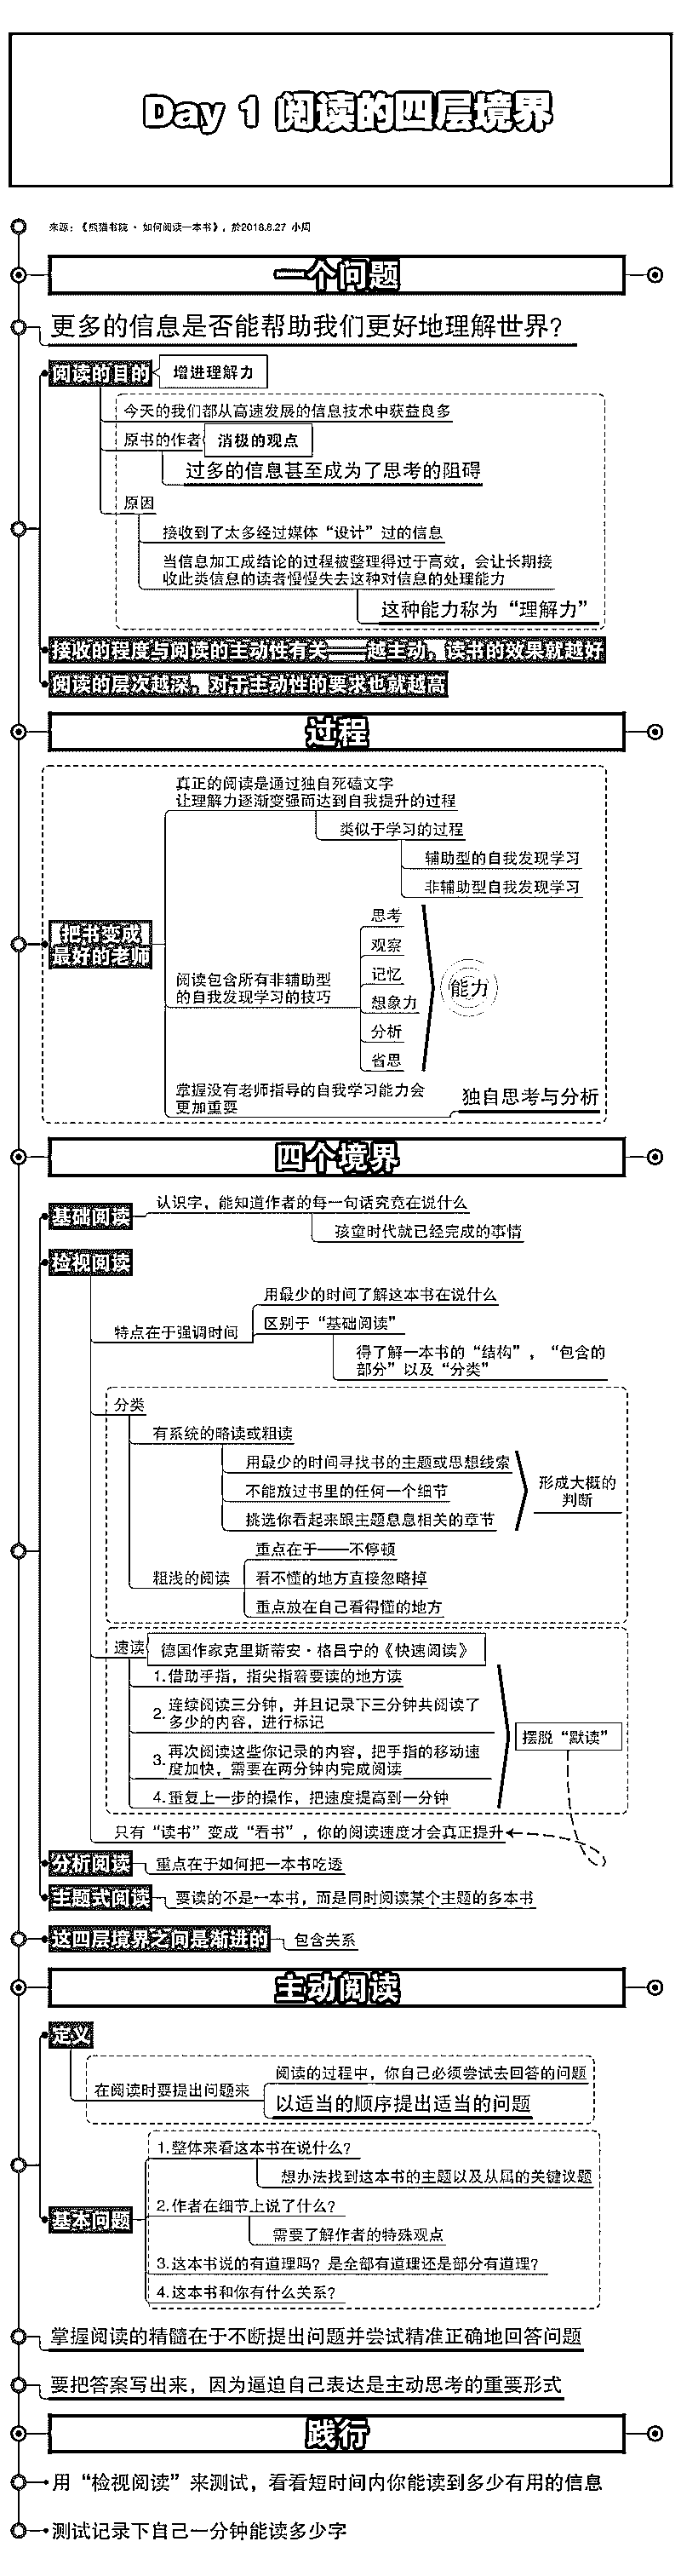 Day 1 阅读的四层境界
来源：《熊猫书院·如何阅读一本书》，於2018.8.27 小周
一个问题
更多的信息是否能帮助我们更好地理解世界？
阅读的目的
增进理解力
今天的我们都从高速发展的信息技术中获益良多
原书的作者
消极的观点
过多的信息甚至成为了思考的阻碍
原因
接收到了太多经过媒体“设计”过的信息
当信息加工成结论的过程被整理得过于高效，会让长期接
收此类信息的读者慢慢失去这种对信息的处理能力
这种能力称为“理解力”
接收的程度与阅读的主动性有关——越主动，读书的效果就越好
阅读的层次越深，对于主动性的要求也就越高
过程
把书变成
最好的老师
真正的阅读是通过独自死磕文字
让理解力逐渐变强而达到自我提升的过程
类似于学习的过程
辅助型的自我发现学习
非辅助型自我发现学习
阅读包含所有非辅助型
的自我发现学习的技巧
思考
观察
记忆
想象力
分析
省思
能力
掌握没有老师指导的自我学习能力会
更加重要
独自思考与分析
四个境界
基础阅读
认识字，能知道作者的每一句话究竟在说什么
孩童时代就已经完成的事情
检视阅读
特点在于强调时间
用最少的时间了解这本书在说什么
区别于“基础阅读”
得了解一本书的“结构”，“包含的
部分”以及“分类”
分类
有系统的略读或粗读
用最少的时间寻找书的主题或思想线索
不能放过书里的任何一个细节
挑选你看起来跟主题息息相关的章节
形成大概的
判断
粗浅的阅读
重点在于——不停顿
看不懂的地方直接忽略掉
重点放在自己看得懂的地方
速读
德国作家克里斯蒂安·格吕宁的《快速阅读》
1.借助手指，指尖指着要读的地方读
2.连续阅读三分钟，并且记录下三分钟共阅读了
多少的内容，进行标记
3.再次阅读这些你记录的内容，把手指的移动速
度加快，需要在两分钟内完成阅读
4.重复上一步的操作，把速度提高到一分钟
摆脱“默读”
只有“读书”变成“看书”，你的阅读速度才会真正提升
分析阅读
重点在于如何把一本书吃透
主题式阅读
要读的不是一本书，而是同时阅读某个主题的多本书
这四层境界之间是渐进的
包含关系
主动阅读
定义
在阅读时要提出问题来
阅读的过程中，你自己必须尝试去回答的问题
以适当的顺序提出适当的问题
基本问题
1.整体来看这本书在说什么？
想办法找到这本书的主题以及从属的关键议题
2.作者在细节上说了什么？
需要了解作者的特殊观点
3.这本书说的有道理吗？是全部有道理还是部分有道理？
4.这本书和你有什么关系？
掌握阅读的精髓在于不断提出问题并尝试精准正确地回答问题
要把答案写出来，因为逼迫自己表达是主动思考的重要形式
践行
用“检视阅读”来测试，看看短时间内你能读到多少有用的信息
测试记录下自己一分钟能读多少字